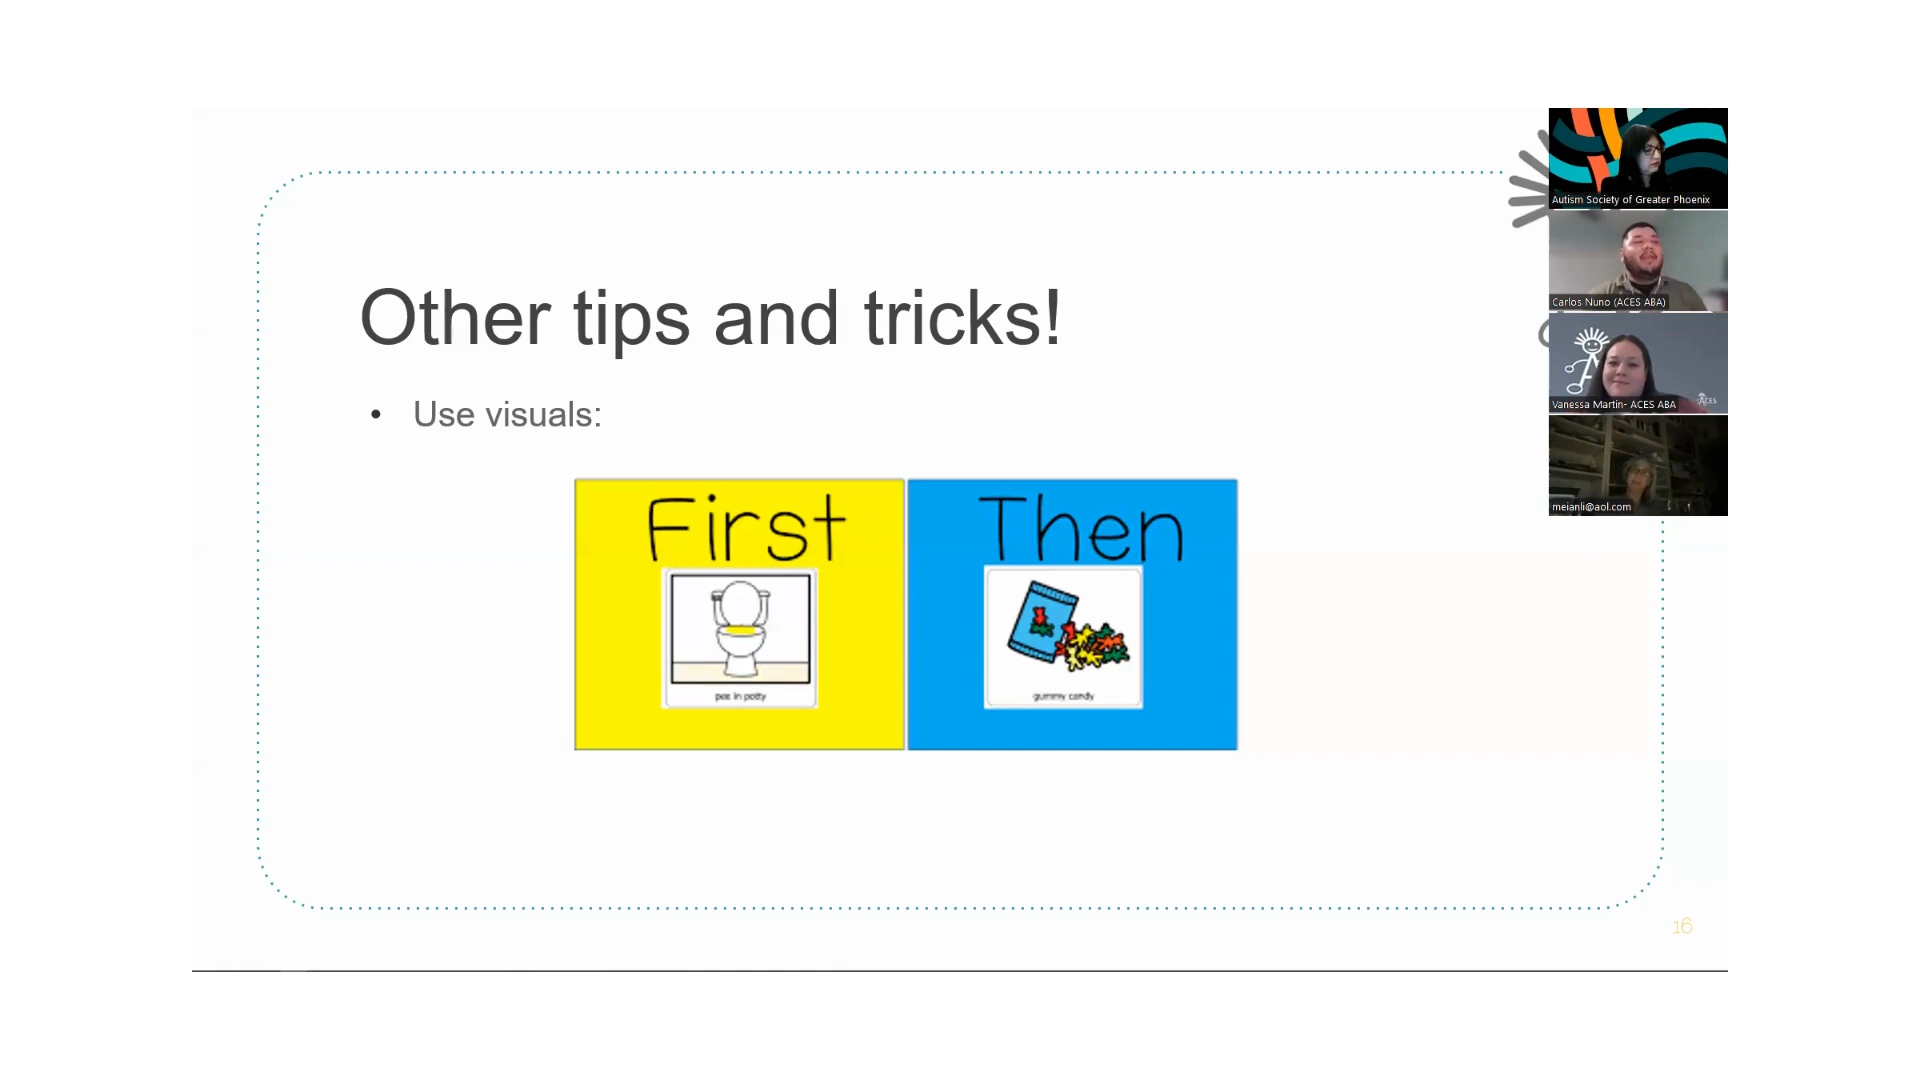 Other tips and tricks!
• Use visuals:
First
Then
pee in potty
gummy candy
Autism Society of Greater Phoenix
Carlos Nuno (ACES ABA)
Vanessa Martin- ACES ABA
ACES
meianli@aol.com
16